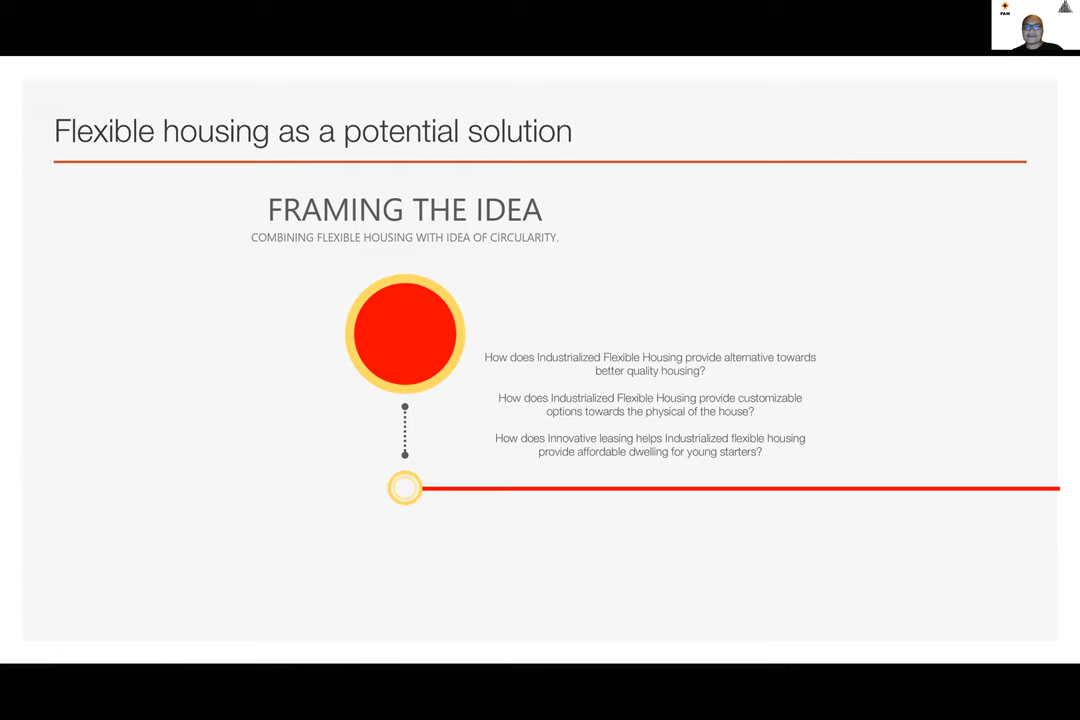 PAM
Flexible housing as a potential solution
FRAMING THE IDEA
COMBINING FLEXIBLE HOUSING WITH IDEA OF CIRCULARITY.
How does Industrialized Flexible Housing provide alternative towards
better quality housing?
How does Industrialized Flexible Housing provide customizable
options towards the physical of the house?
How does Innovative leasing helps Industrialized flexible housing
provide affordable dwelling for young starters?